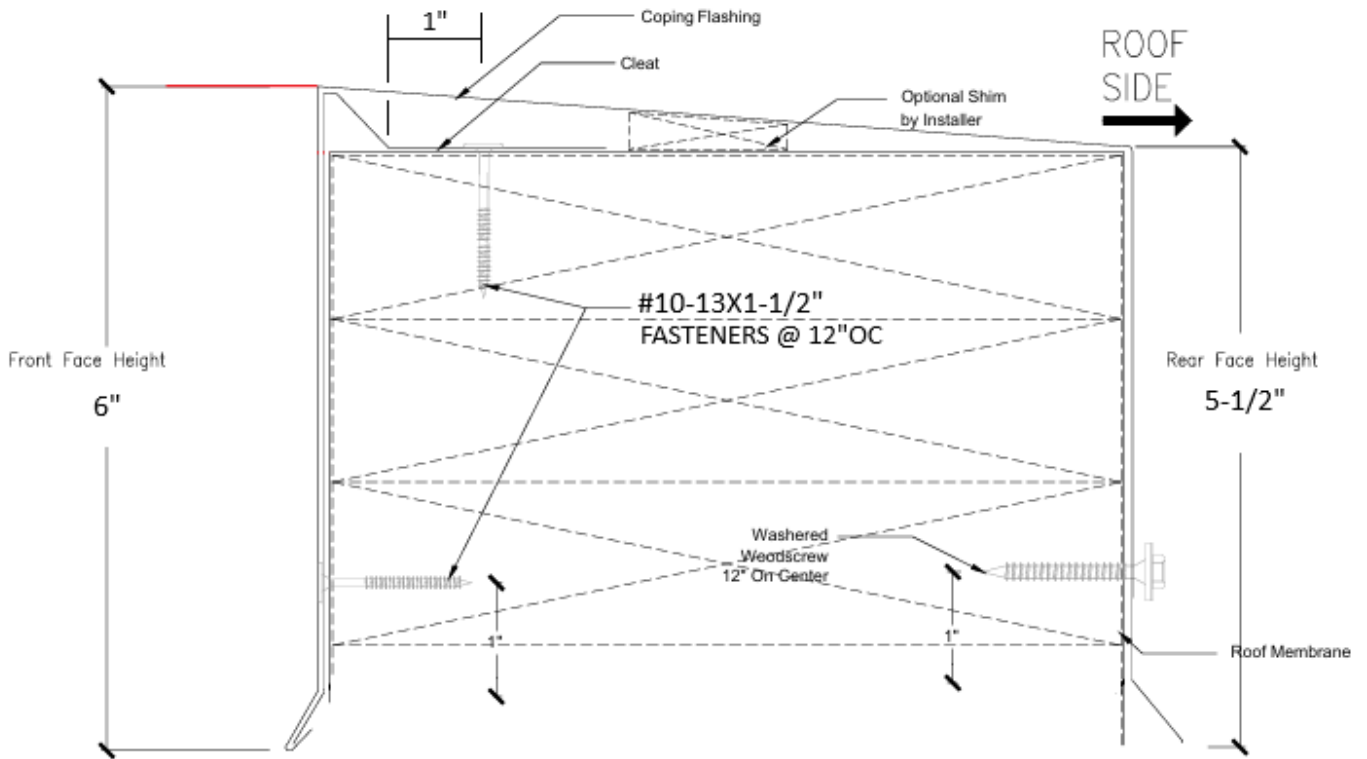 1"
Coping Flashing
Cleat
ROOF
SIDE
Optional Shim
by Installer
#10-13X1-1/2"
FASTENERS @ 12"OC
Front Face Height
6"
Rear Face Height
5-1/2"
Washered
Woodscrew
12" On Center
1"
1"
Roof Membrane